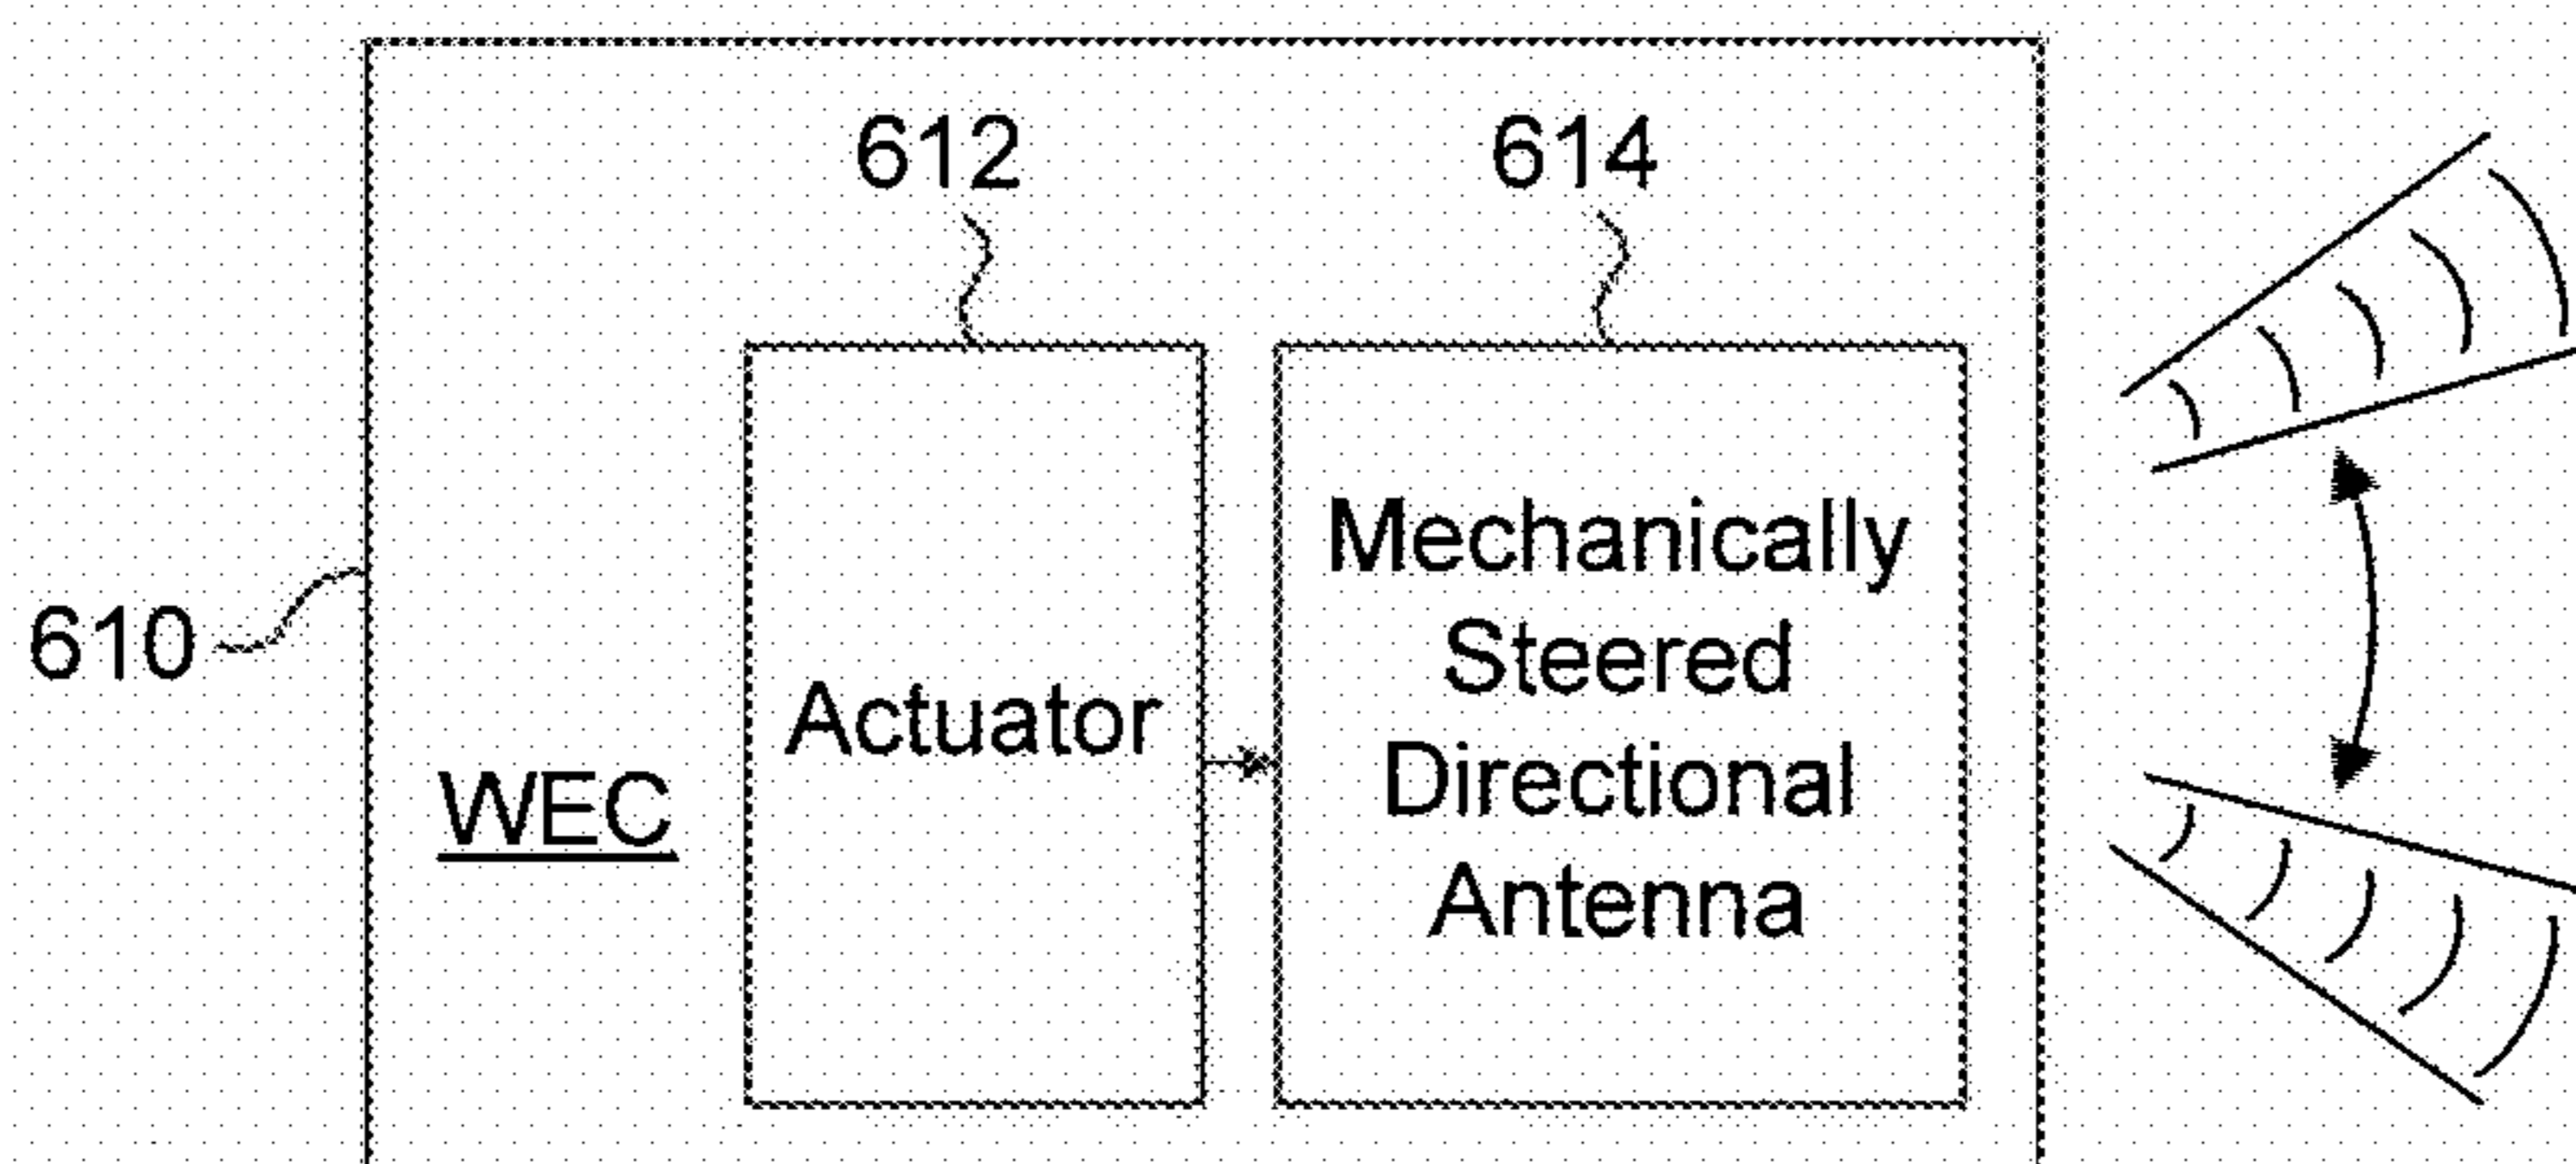 612
614
610
WEC
Actuator
Mechanically
Steered
Directional
Antenna